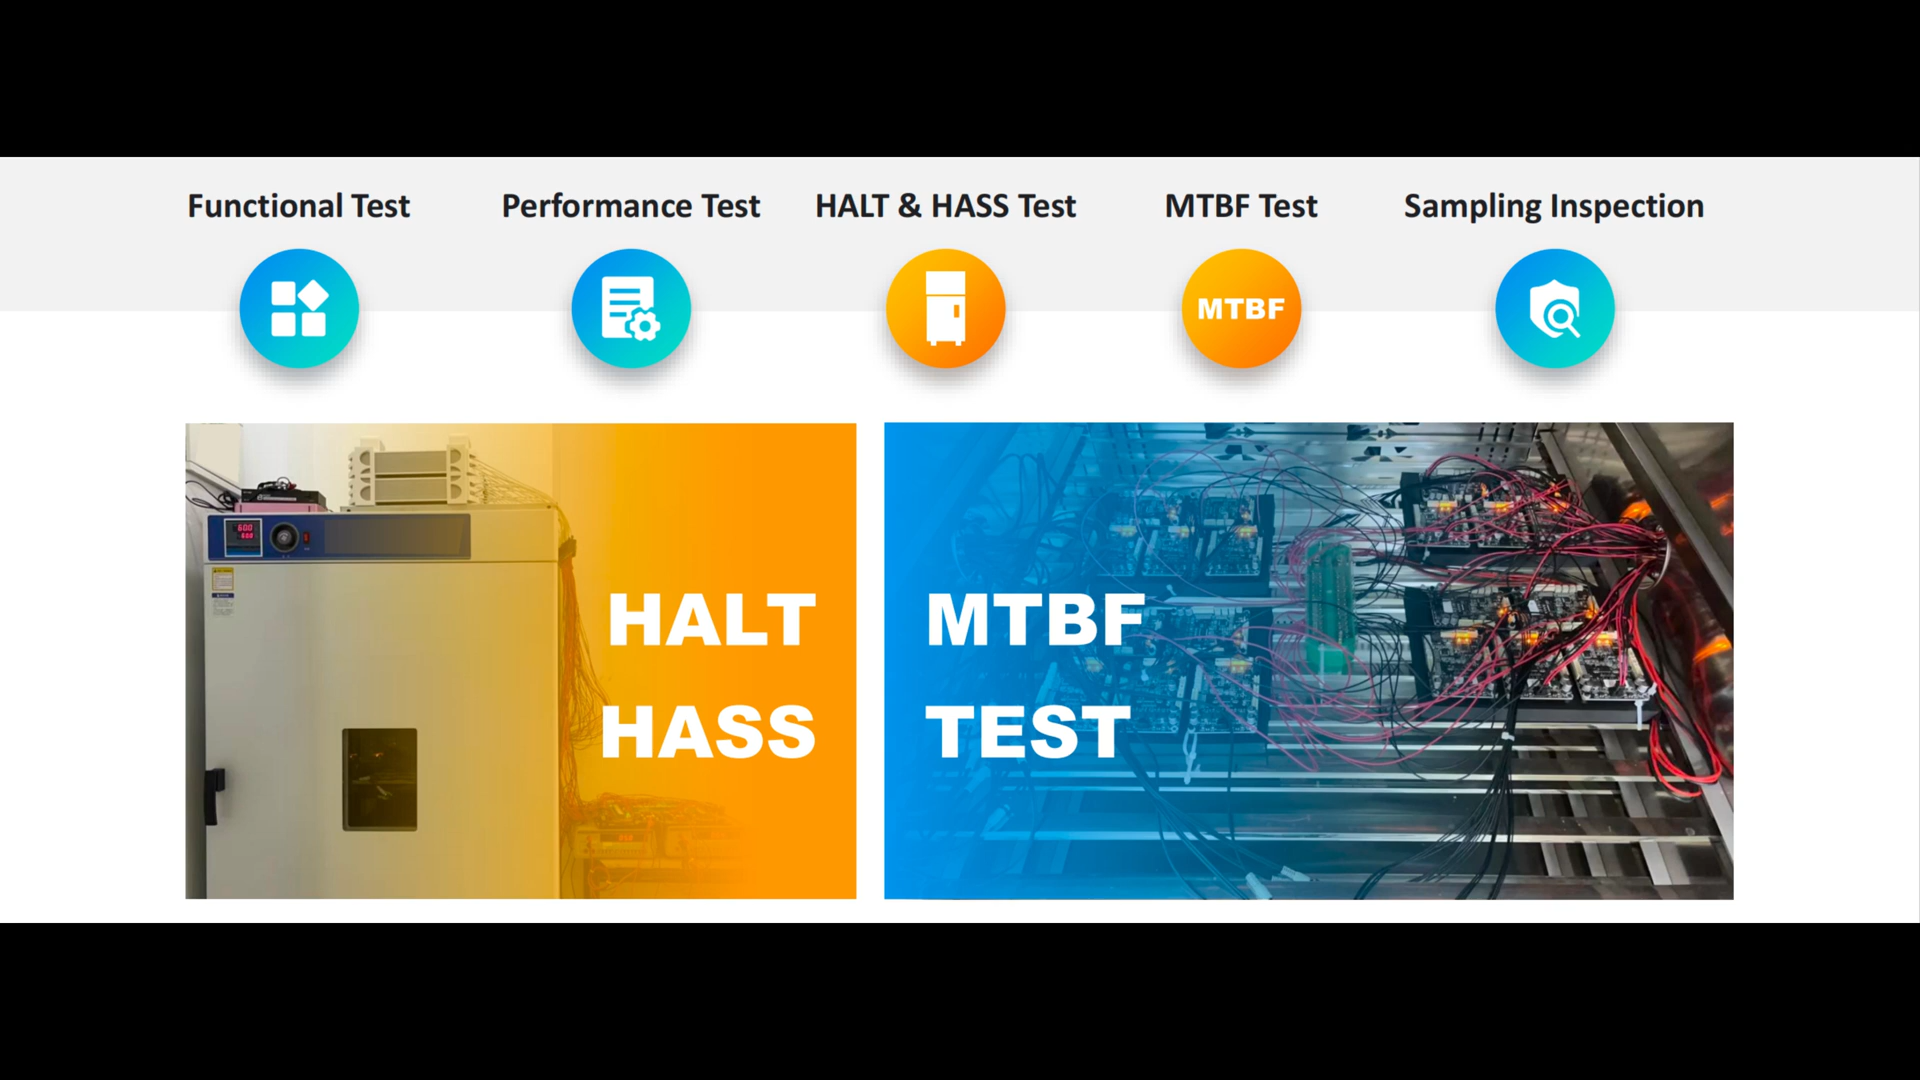 Functional Test
Performance Test
HALT & HASS Test
MTBF Test
Sampling Inspection
MTBF
HALT
HASS
MTBF
TEST